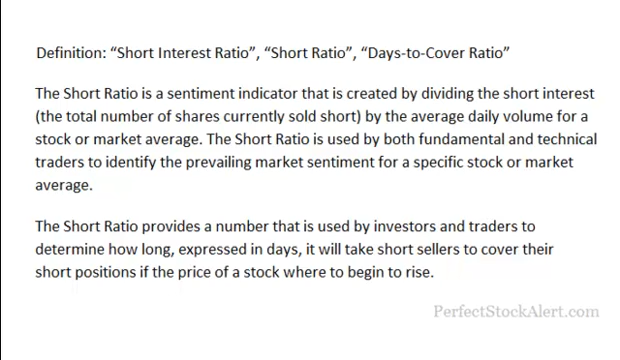 Definition: “Short Interest Ratio”, “Short Ratio”, “Days-to-Cover Ratio”
The Short Ratio is a sentiment indicator that is created by dividing the short interest
(the total number of shares currently sold short) by the average daily volume for a
stock or market average. The Short Ratio is used by both fundamental and technical
traders to identify the prevailing market sentiment for a specific stock or market
average.
The Short Ratio provides a number that is used by investors and traders to
determine how long, expressed in days, it will take short sellers to cover their
short positions if the price of a stock where to begin to rise.
PerfectStockAlert.com